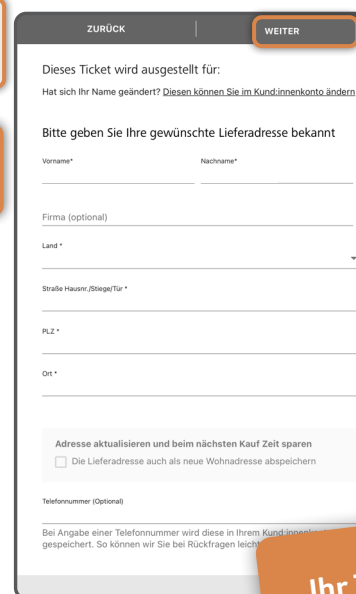 ZURÜCK
WEITER
Dieses Ticket wird ausgestellt für:
Hat sich Ihr Name geändert? Diesen können Sie im Kund:innenkonto ändern
Bitte geben Sie Ihre gewünschte Lieferadresse bekannt
Vorname* Nachname*
Firma (optional)
Land *
Straße Hausnr./Stiege/Tür *
PLZ *
Ort *
Adresse aktualisieren und beim nächsten Kauf Zeit sparen
Die Lieferadresse auch als neue Wohnadresse abspeichern
Telefonnummer (Optional)
Bei Angabe einer Telefonnummer wird diese in Ihrem
gespeichert. So können wir Sie bei Rückfragen
Ihr